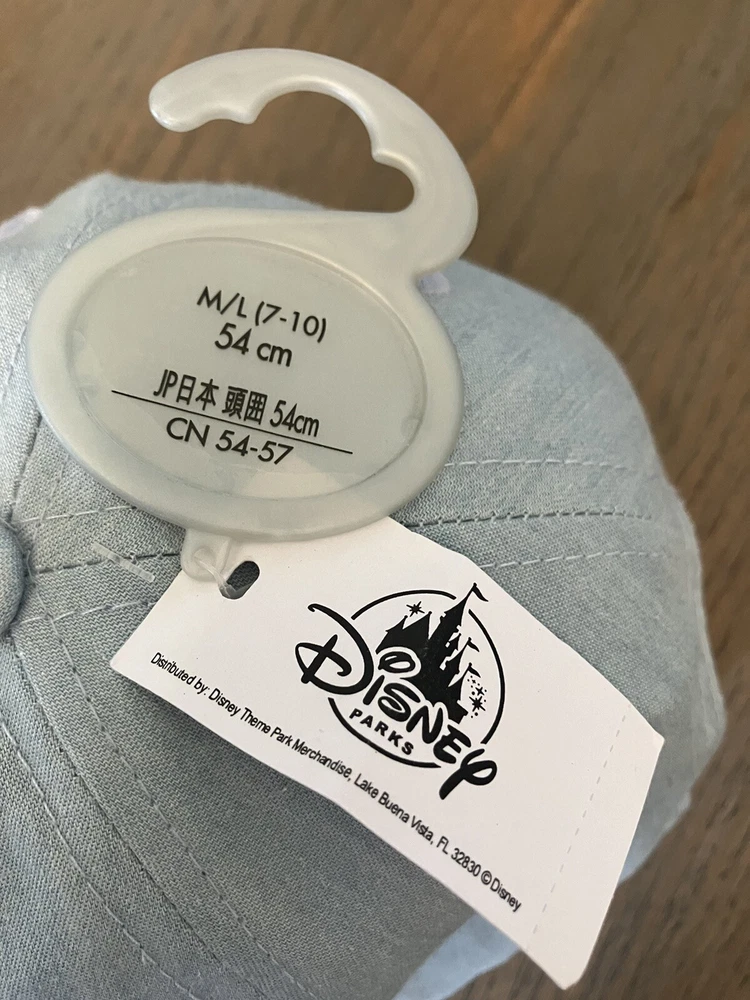 M/L (7-10)
54 cm
JP日本 頭囲 54cm
CN 54-57
Disney
PARKS
Distributed by: Disney Theme Park Merchandise, Lake Buena Vista, FL 32830 © Disney